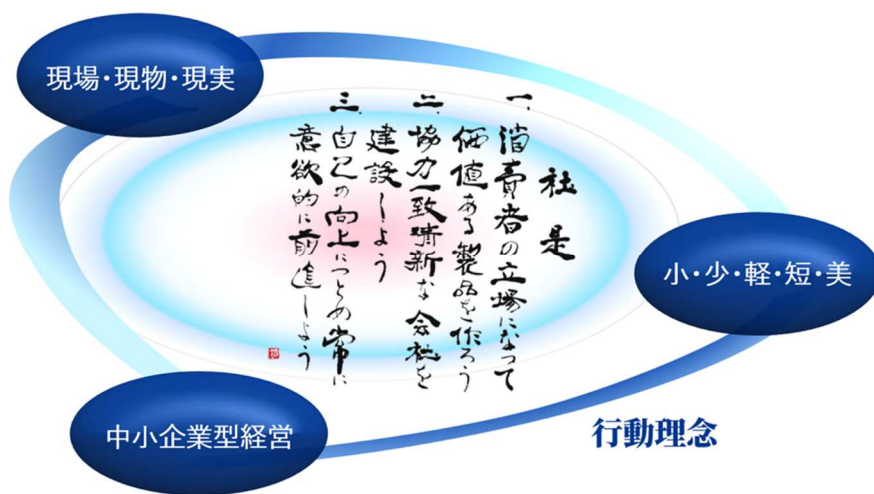 現場・現物・現実
社是
一、消費者の立場になって
価値ある製品を作ろう
二、協力一致清新な会社を
建設しよう
三、自己の向上につとめ常に
意欲的に前進しよう
小・少・軽・短・美
中小企業型経営
行動理念